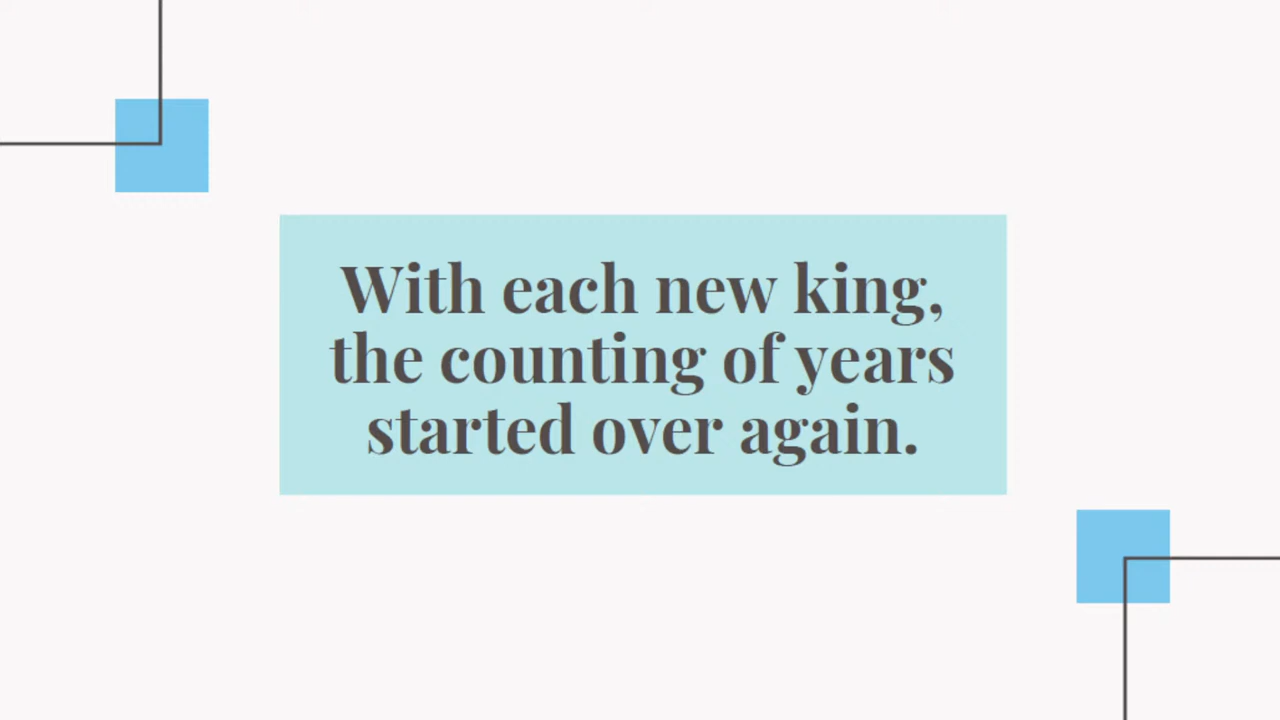 With each new king,
the counting of years
started over again.